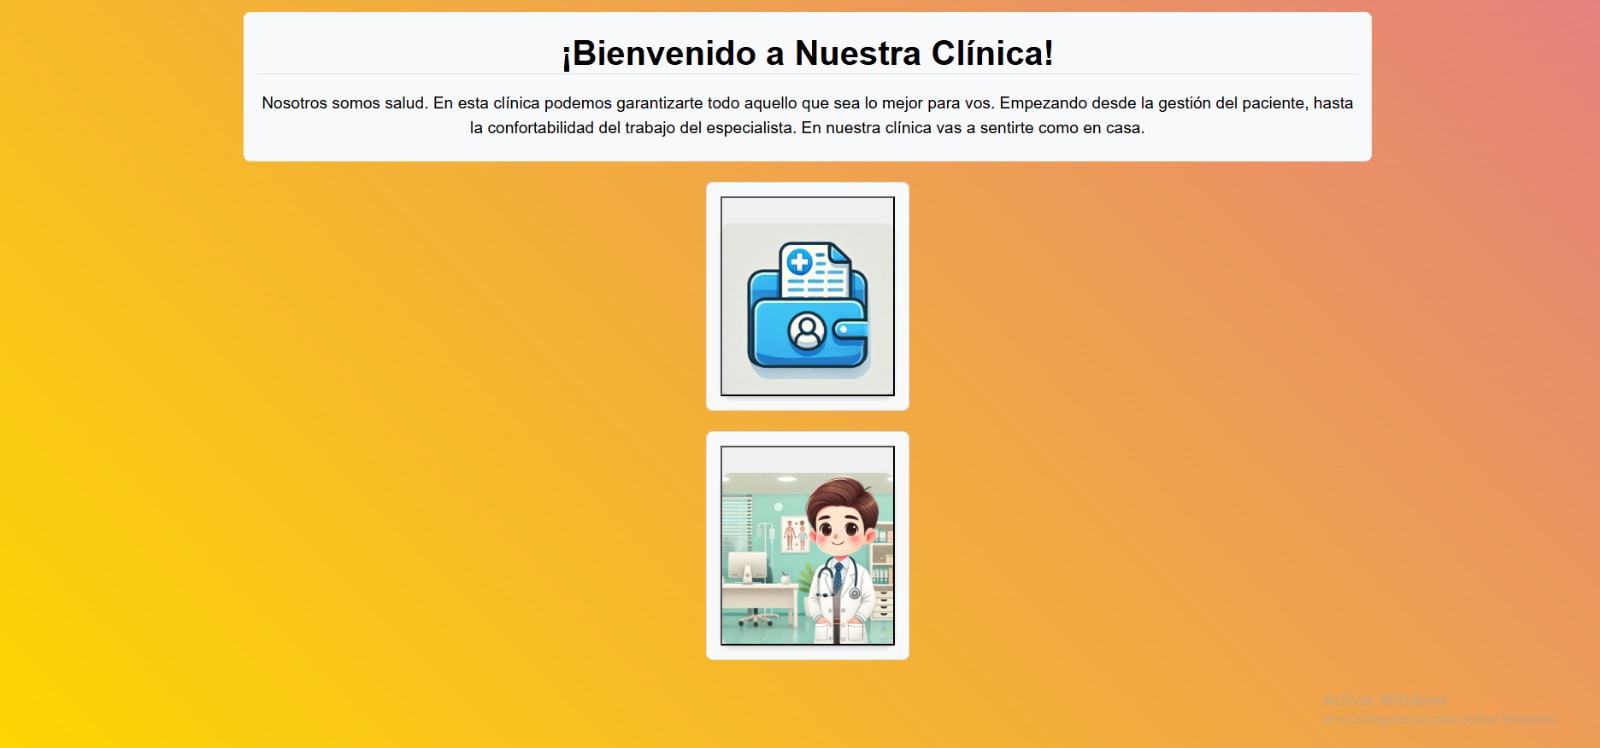 ¡Bienvenido a Nuestra Clínica!
Nosotros somos salud. En esta clínica podemos garantizarte todo aquello que sea lo mejor para vos. Empezando desde la gestión del paciente, hasta
la confortabilidad del trabajo del especialista. En nuestra clínica vas a sentirte como en casa.
Activar Windows
Ve a Configuración para activar Windows.